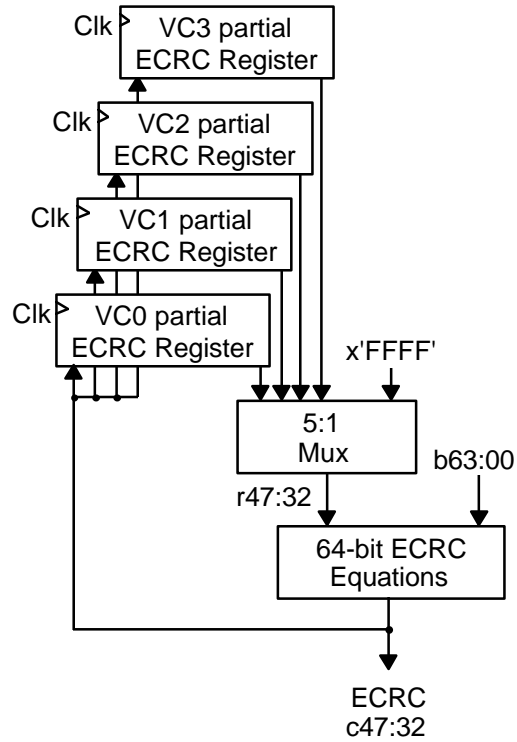 Clk
VC3 partial
ECRC Register
Clk
VC2 partial
ECRC Register
Clk
VC1 partial
ECRC Register
Clk
VC0 partial
ECRC Register
x'FFFF'
5:1
Mux
b63:00
r47:32
64-bit ECRC
Equations
ECRC
c47:32